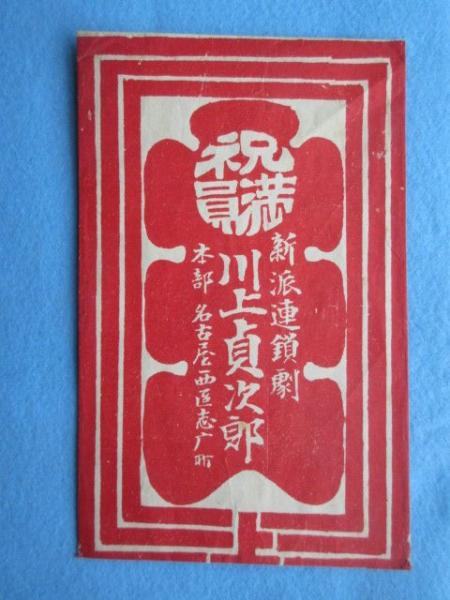 祝満員
新派連鎖劇
川上貞次郎
本部 名古屋西区志广町